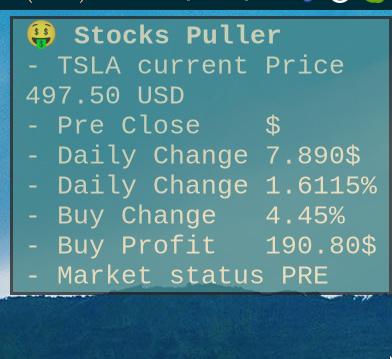 🤑 Stocks Puller
- TSLA current Price
497.50 USD
- Pre Close $
- Daily Change 7.890$
- Daily Change 1.6115%
- Buy Change 4.45%
- Buy Profit 190.80$
- Market status PRE